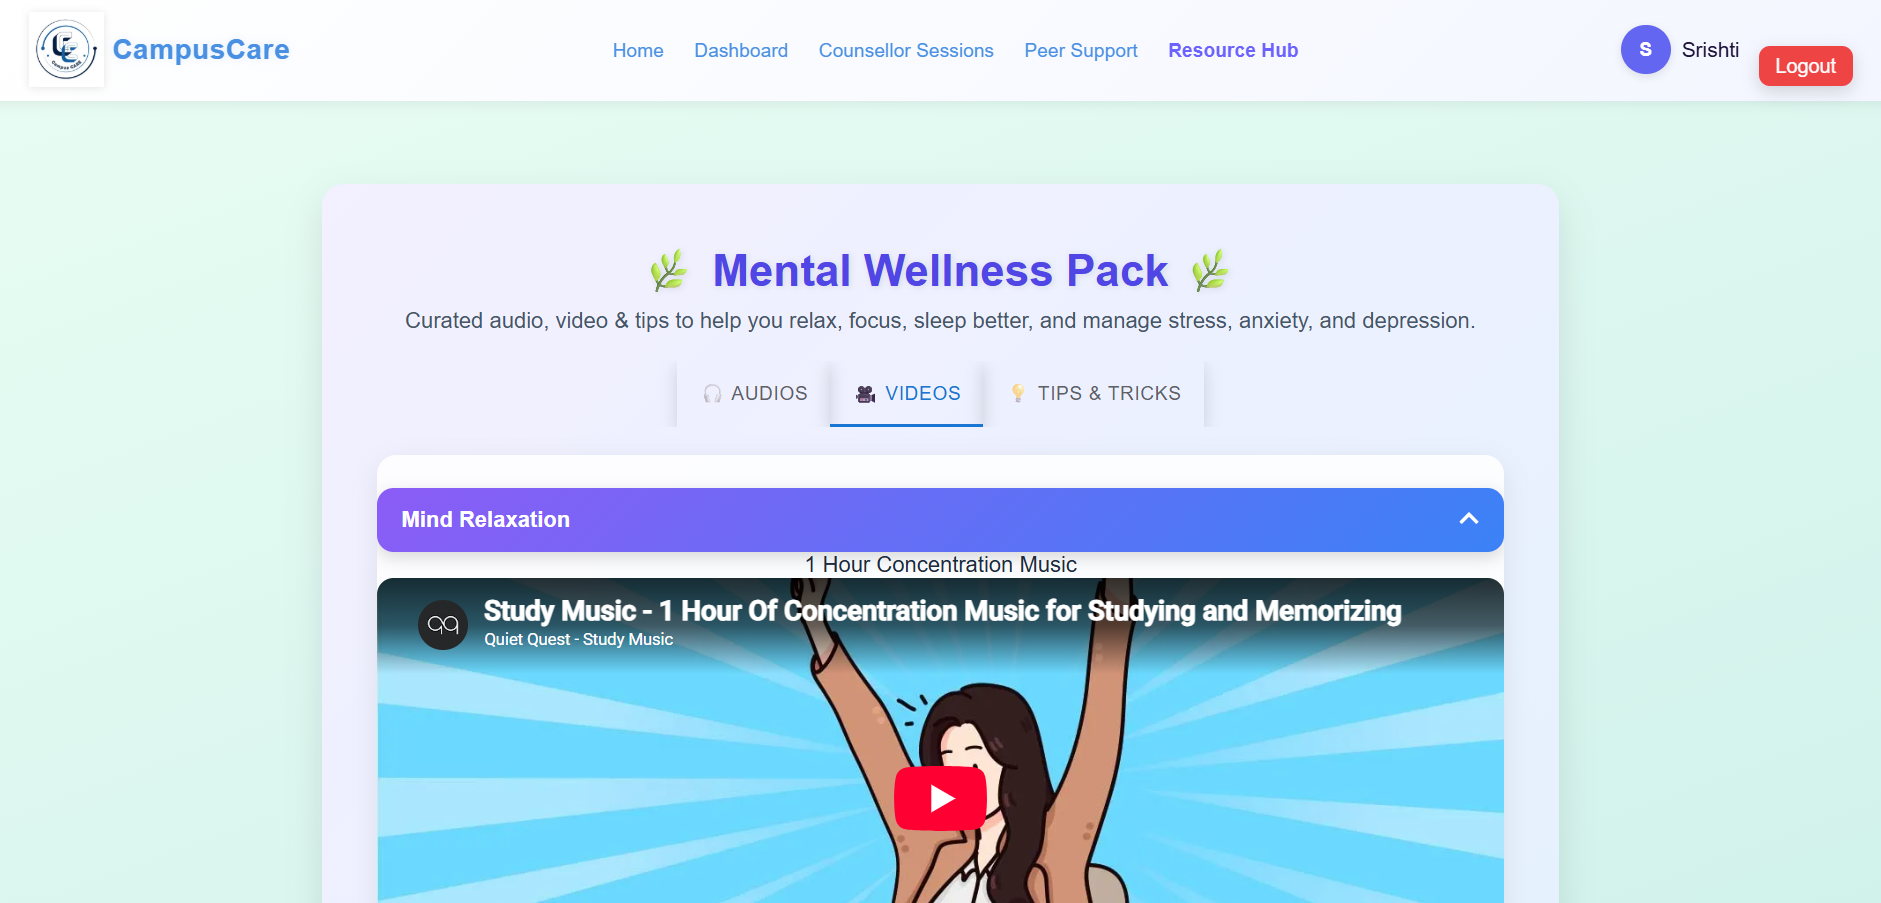 CampusCare
Campus CARE
Home
Dashboard
Counsellor Sessions
Peer Support
Resource Hub
S
Srishti
Logout
Mental Wellness Pack
Curated audio, video & tips to help you relax, focus, sleep better, and manage stress, anxiety, and depression.
AUDIOS
VIDEOS
TIPS & TRICKS
Mind Relaxation
1 Hour Concentration Music
Study Music - 1 Hour Of Concentration Music for Studying and Memorizing
Quiet Quest - Study Music